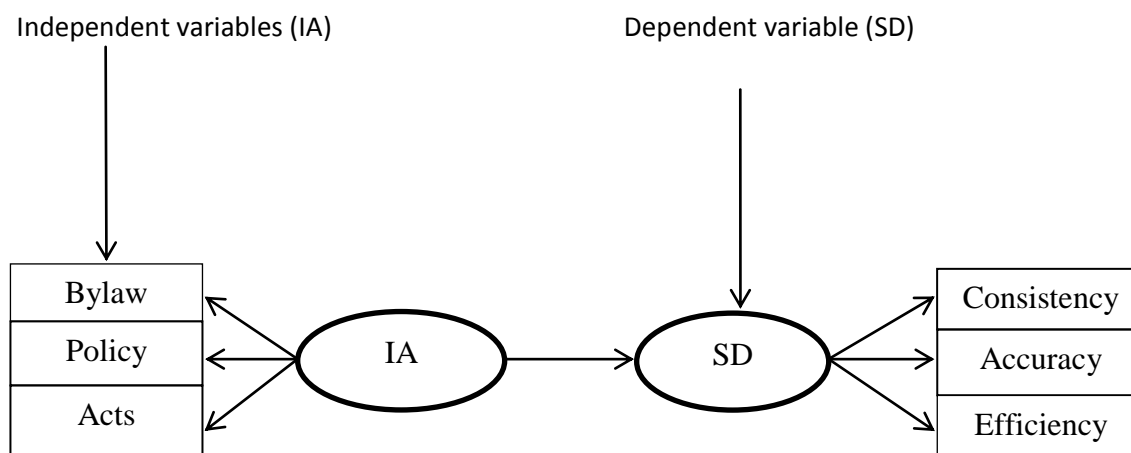 Independent variables (IA)
Dependent variable (SD)
Bylaw
Policy
Acts
IA
SD
Consistency
Accuracy
Efficiency